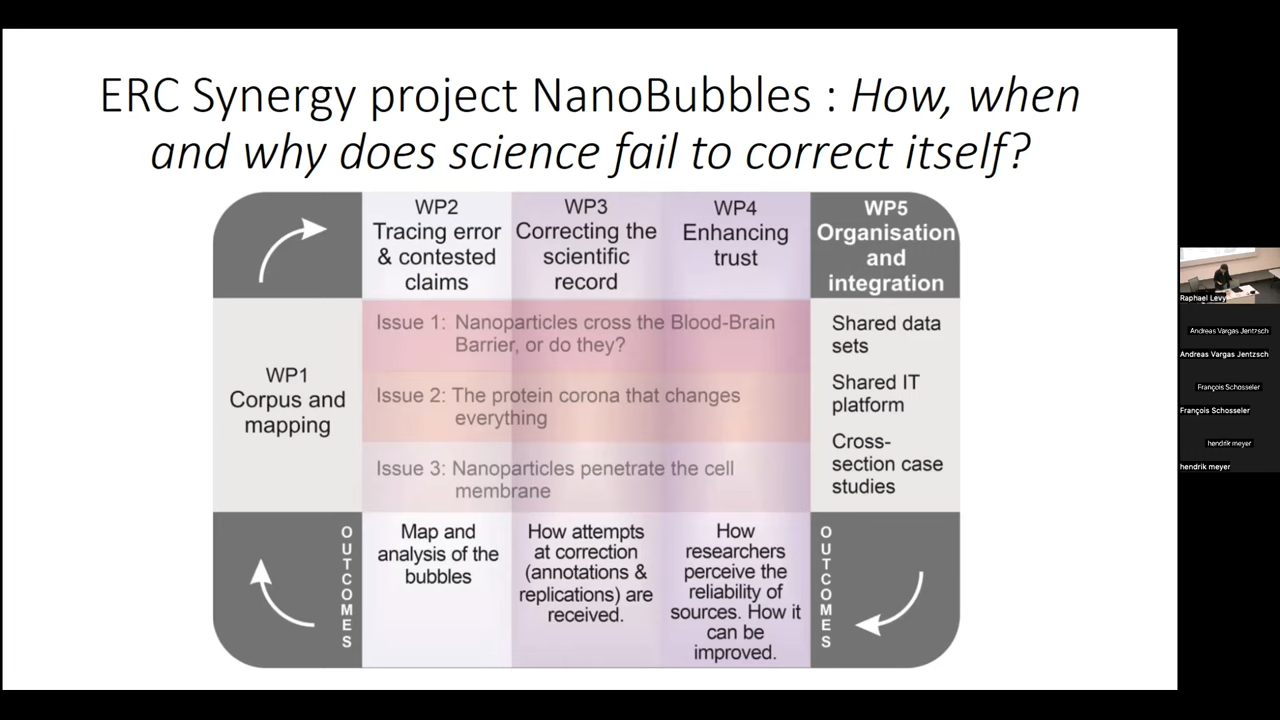 ERC Synergy project NanoBubbles : How, when
and why does science fail to correct itself?
WP2
Tracing error
& contested
claims
WP3
Correcting the
scientific
record
WP4
Enhancing
trust
WP5
Organisation
and
integration
WP1
Corpus and
mapping
Issue 1: Nanoparticles cross the Blood-Brain
Barrier, or do they?
Issue 2: The protein corona that changes
everything
Issue 3: Nanoparticles penetrate the cell
membrane
Shared data
sets
Shared IT
platform
Cross-
section case
studies
OUTCOMES
Map and
analysis of the
bubbles
How attempts
at correction
(annotations &
replications) are
received.
How
researchers
perceive the
reliability of
sources. How it
can be
improved.
OUTCOMES
Raphael Levy
Andreas Vargas Jentzsch
Andreas Vargas Jentzsch
François Schosseler
François Schosseler
hendrik meyer
hendrik meyer